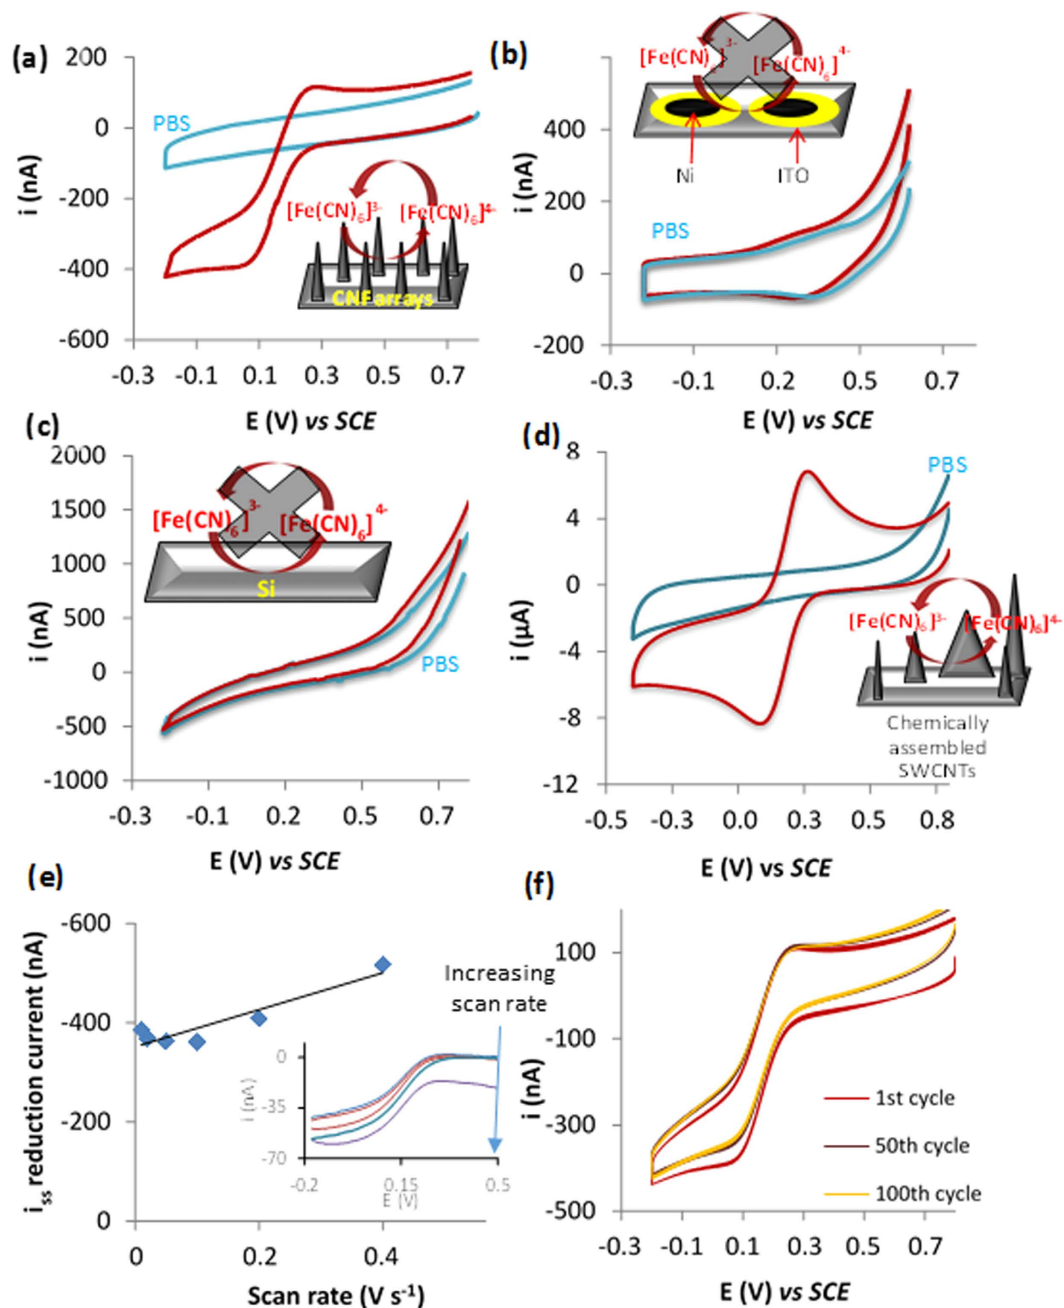 (a)
200
0
-200
-400
-600
i (nA)
PBS
[Fe(CN)6]3-
[Fe(CN)6]4-
CNF arrays
-0.3 -0.1 0.1 0.3 0.5 0.7
E (V) vs SCE
(b)
400
200
0
-200
i (nA)
[Fe(CN)6]3-
[Fe(CN)6]4-
Ni
ITO
PBS
-0.3 -0.1 0.2 0.5 0.7
E (V) vs SCE
(c)
2000
1500
1000
500
0
-500
-1000
i (nA)
[Fe(CN)6]3-
[Fe(CN)6]4-
Si
PBS
-0.3 -0.1 0.2 0.5 0.7
E (V) vs SCE
(d)
8
4
0
-4
-8
-12
i (µA)
PBS
[Fe(CN)6]3-
[Fe(CN)6]4-
Chemically
assembled
SWCNTs
-0.5 -0.3 0.0 0.3 0.5 0.8
E (V) vs SCE
(e)
-600
-400
-200
0
iss reduction current (nA)
Increasing
scan rate
0
-35
-70
i (nA)
-0.2 0.15 0.5
E (V)
0 0.2 0.4
Scan rate (V s-1)
(f)
100
-100
-300
-500
i (nA)
1st cycle
50th cycle
100th cycle
-0.3 -0.1 0.1 0.3 0.5 0.7
E (V) vs SCE